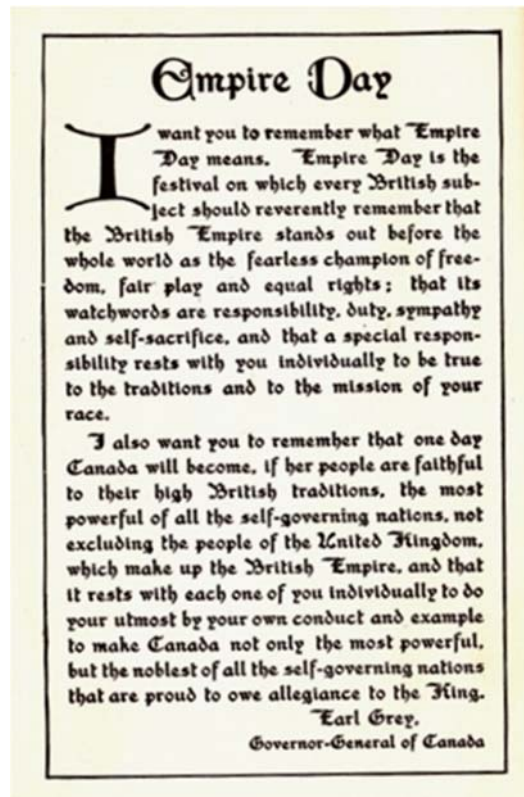 Empire Day
I want you to remember what Empire
Day means. Empire Day is the
festival on which every British sub-
ject should reverently remember that
the British Empire stands out before the
whole world as the fearless champion of free-
dom, fair play and equal rights; that its
watchwords are responsibility, duty, sympathy
and self-sacrifice, and that a special respon-
sibility rests with you individually to be true
to the traditions and to the mission of your
race.
I also want you to remember that one day
Canada will become, if her people are faithful
to their high British traditions, the most
powerful of all the self-governing nations, not
excluding the people of the United Kingdom,
which make up the British Empire, and that
it rests with each one of you individually to do
your utmost by your own conduct and example
to make Canada not only the most powerful,
but the noblest of all the self-governing nations
that are proud to owe allegiance to the King.
Earl Grey,
Governor-General of Canada